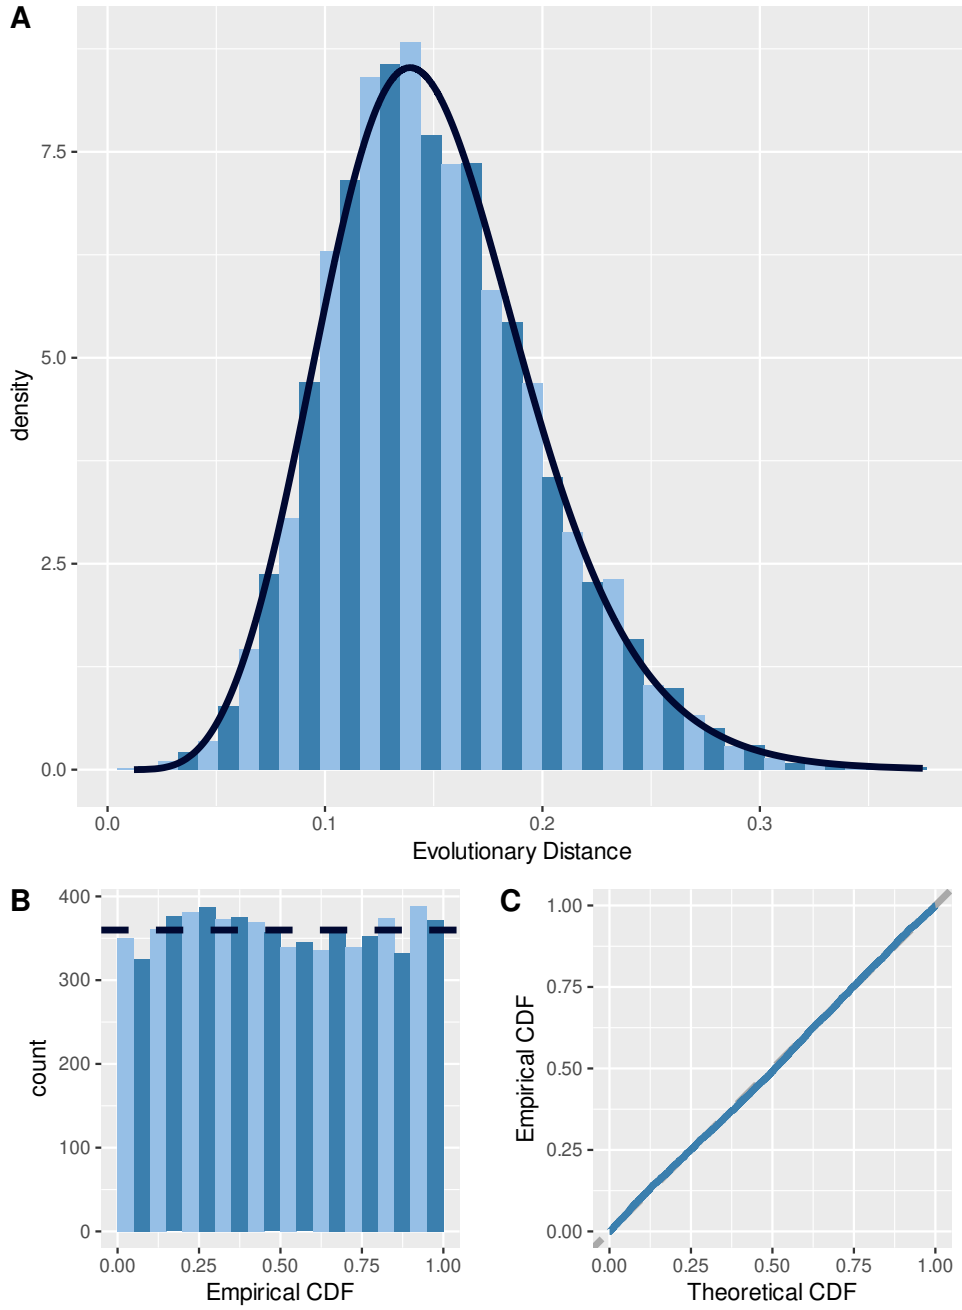 A
7.5
5.0
2.5
0.0
density
0.0 0.1 0.2 0.3
Evolutionary Distance
B
400
300
200
100
0
count
0.00 0.25 0.50 0.75 1.00
Empirical CDF
C
1.00
0.75
0.50
0.25
0.00
Empirical CDF
0.00 0.25 0.50 0.75 1.00
Theoretical CDF